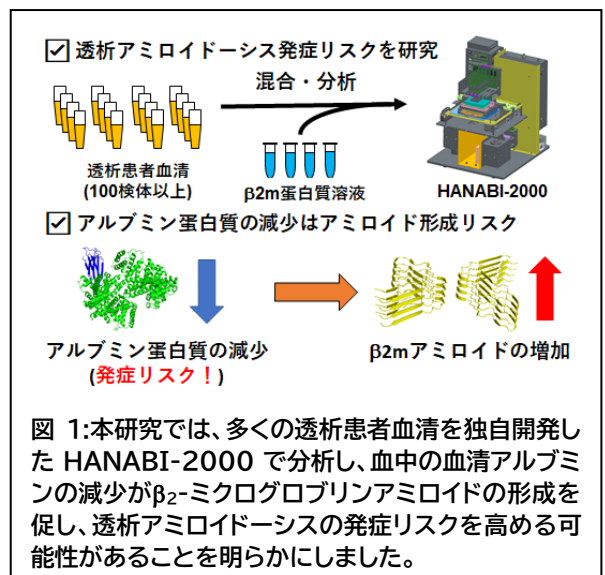 ☑ 透析アミロイドーシス発症リスクを研究
混合・分析
透析患者血清
(100検体以上)
β2m蛋白質溶液
HANABI-2000
☑ アルブミン蛋白質の減少はアミロイド形成リスク
アルブミン蛋白質の減少
(発症リスク！)
β2mアミロイドの増加
図 1:本研究では、多くの透析患者血清を独自開発し
た HANABI-2000 で分析し、血中の血清アルブミ
ンの減少がβ₂-ミクログロブリンアミロイドの形成を
促し、透析アミロイドーシスの発症リスクを高める可
能性があることを明らかにしました。